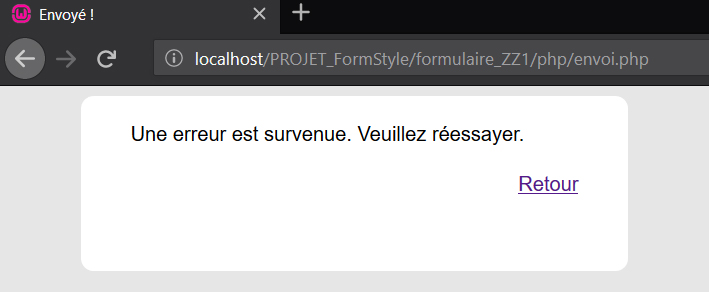 Envoyé !
localhost/PROJET_FormStyle/formulaire_ZZ1/php/envoi.php
Une erreur est survenue. Veuillez réessayer.
Retour